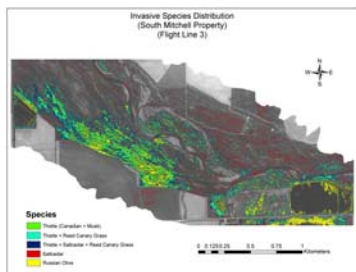 Invasive Species Distribution
(South Mitchell Property)
(Flight Line 3)
N
W E
S
Species
Thistle (Canadian + Musk)
Thistle + Reed Canary Grass
Thistle + Saltcedar + Reed Canary Grass
Saltcedar
Russian Olive
0 0.125 0.25 0.5 0.75 1
Kilometers